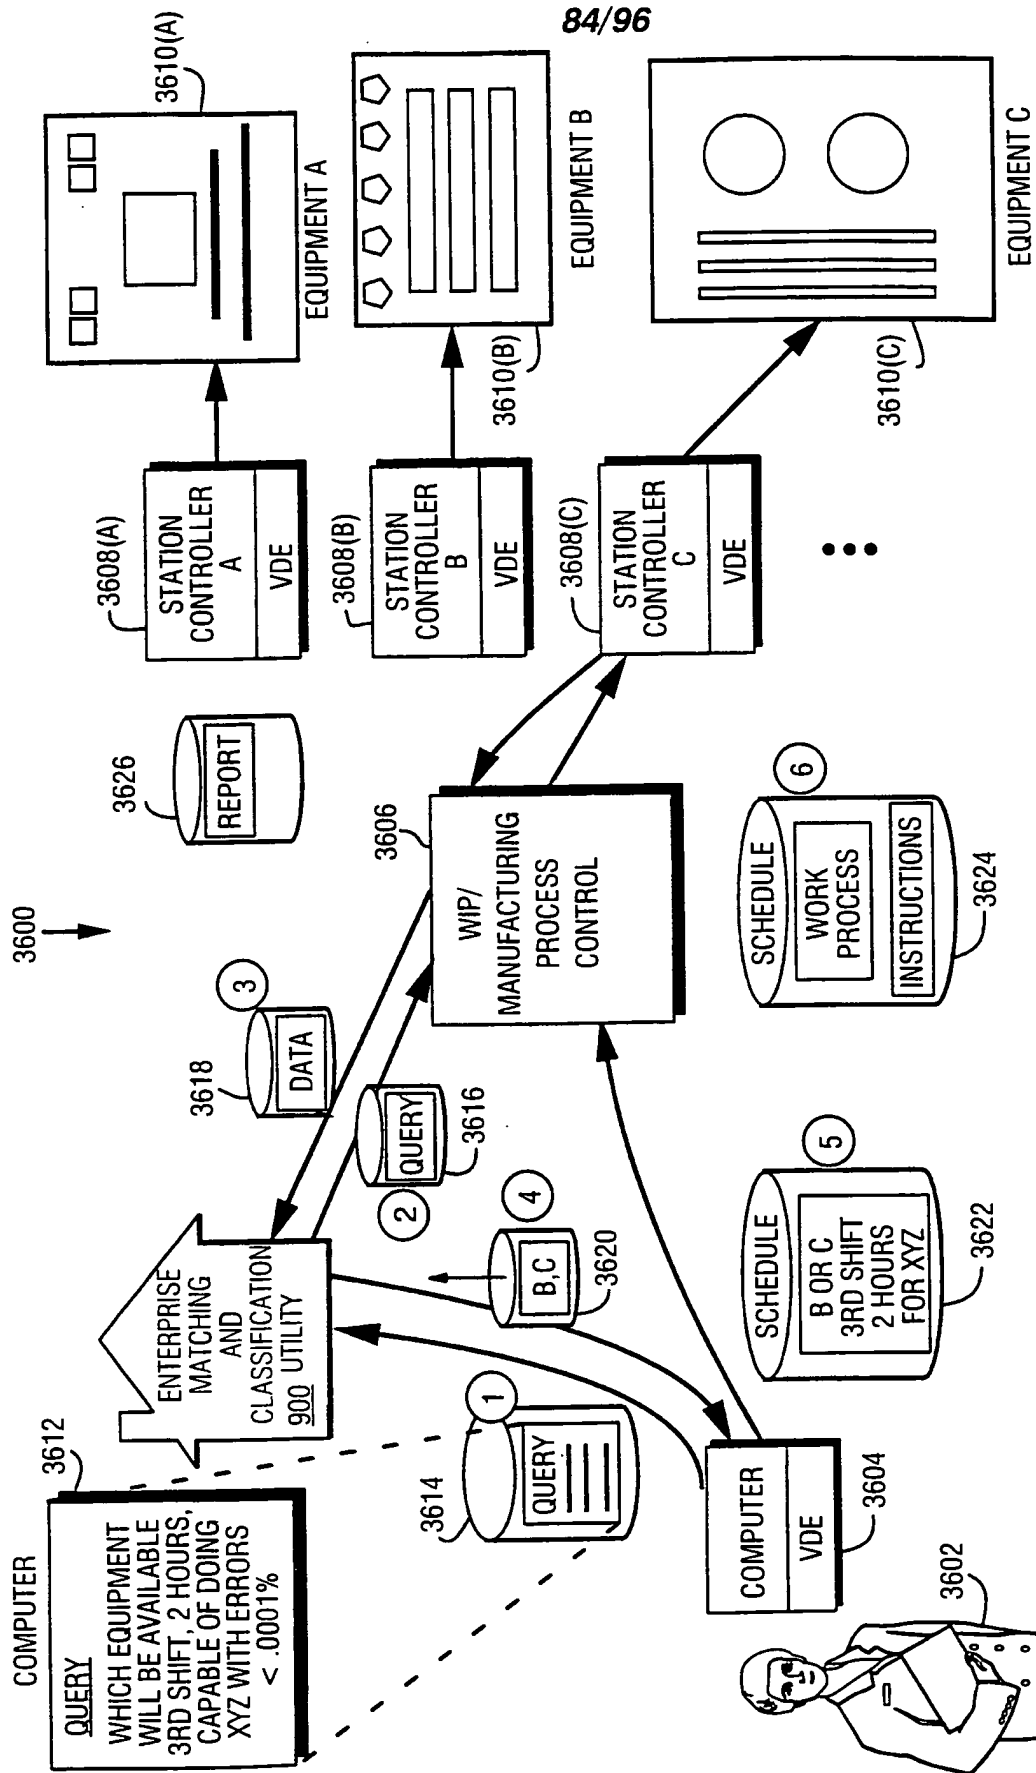 84/96
3600
COMPUTER
3612
QUERY
WHICH EQUIPMENT
WILL BE AVAILABLE
3RD SHIFT, 2 HOURS,
CAPABLE OF DOING
XYZ WITH ERRORS
< .0001%
ENTERPRISE
MATCHING
AND
CLASSIFICATION
900 UTILITY
3614
1
QUERY
COMPUTER
VDE
3604
3602
3618
3
DATA
2
QUERY
3616
4
B,C
3620
3606
WIP/
MANUFACTURING
PROCESS
CONTROL
5
SCHEDULE
B OR C
3RD SHIFT
2 HOURS
FOR XYZ
3622
6
SCHEDULE
WORK
PROCESS
INSTRUCTIONS
3624
3626
REPORT
3608(A)
STATION
CONTROLLER
A
VDE
3608(B)
STATION
CONTROLLER
B
VDE
3608(C)
STATION
CONTROLLER
C
VDE
3610(A)
EQUIPMENT A
3610(B)
EQUIPMENT B
3610(C)
EQUIPMENT C